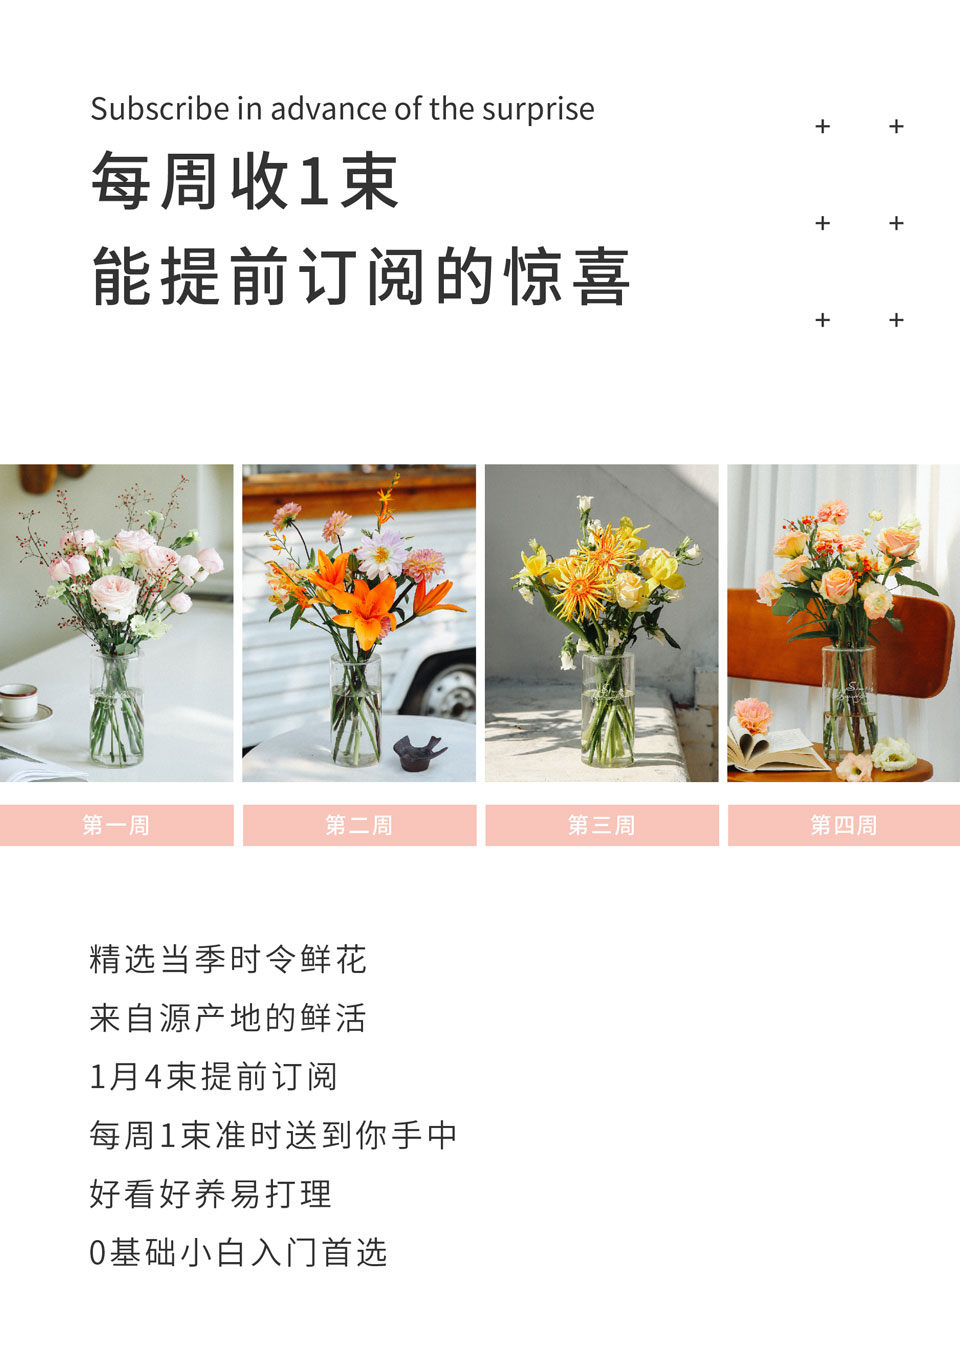 Subscribe in advance of the surprise
每周收1束
能提前订阅的惊喜
第一周
第二周
第三周
第四周
精选当季时令鲜花
来自源产地的鲜活
1月4束提前订阅
每周1束准时送到你手中
好看好养易打理
0基础小白入门首选